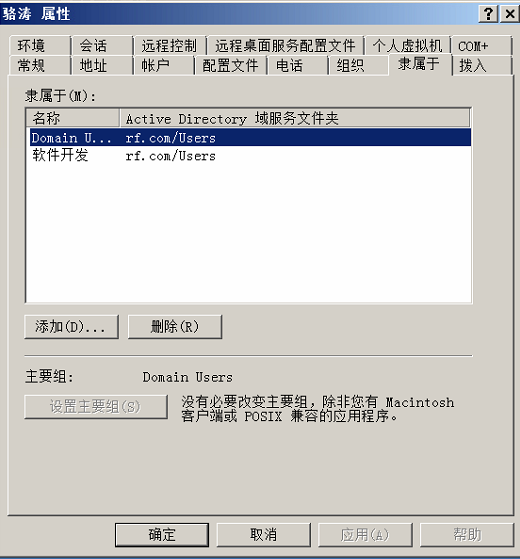 骆涛 属性
环境 会话 远程控制 远程桌面服务配置文件 个人虚拟机 COM+
常规 地址 帐户 配置文件 电话 组织 隶属于 拨入
隶属于(M):
名称 Active Directory 域服务文件夹
Domain U... rf.com/Users
软件开发 rf.com/Users
添加(D)... 删除(R)
主要组: Domain Users
设置主要组(S) 没有必要改变主要组，除非您有 Macintosh
客户端或 POSIX 兼容的应用程序。
确定 取消 应用(A) 帮助